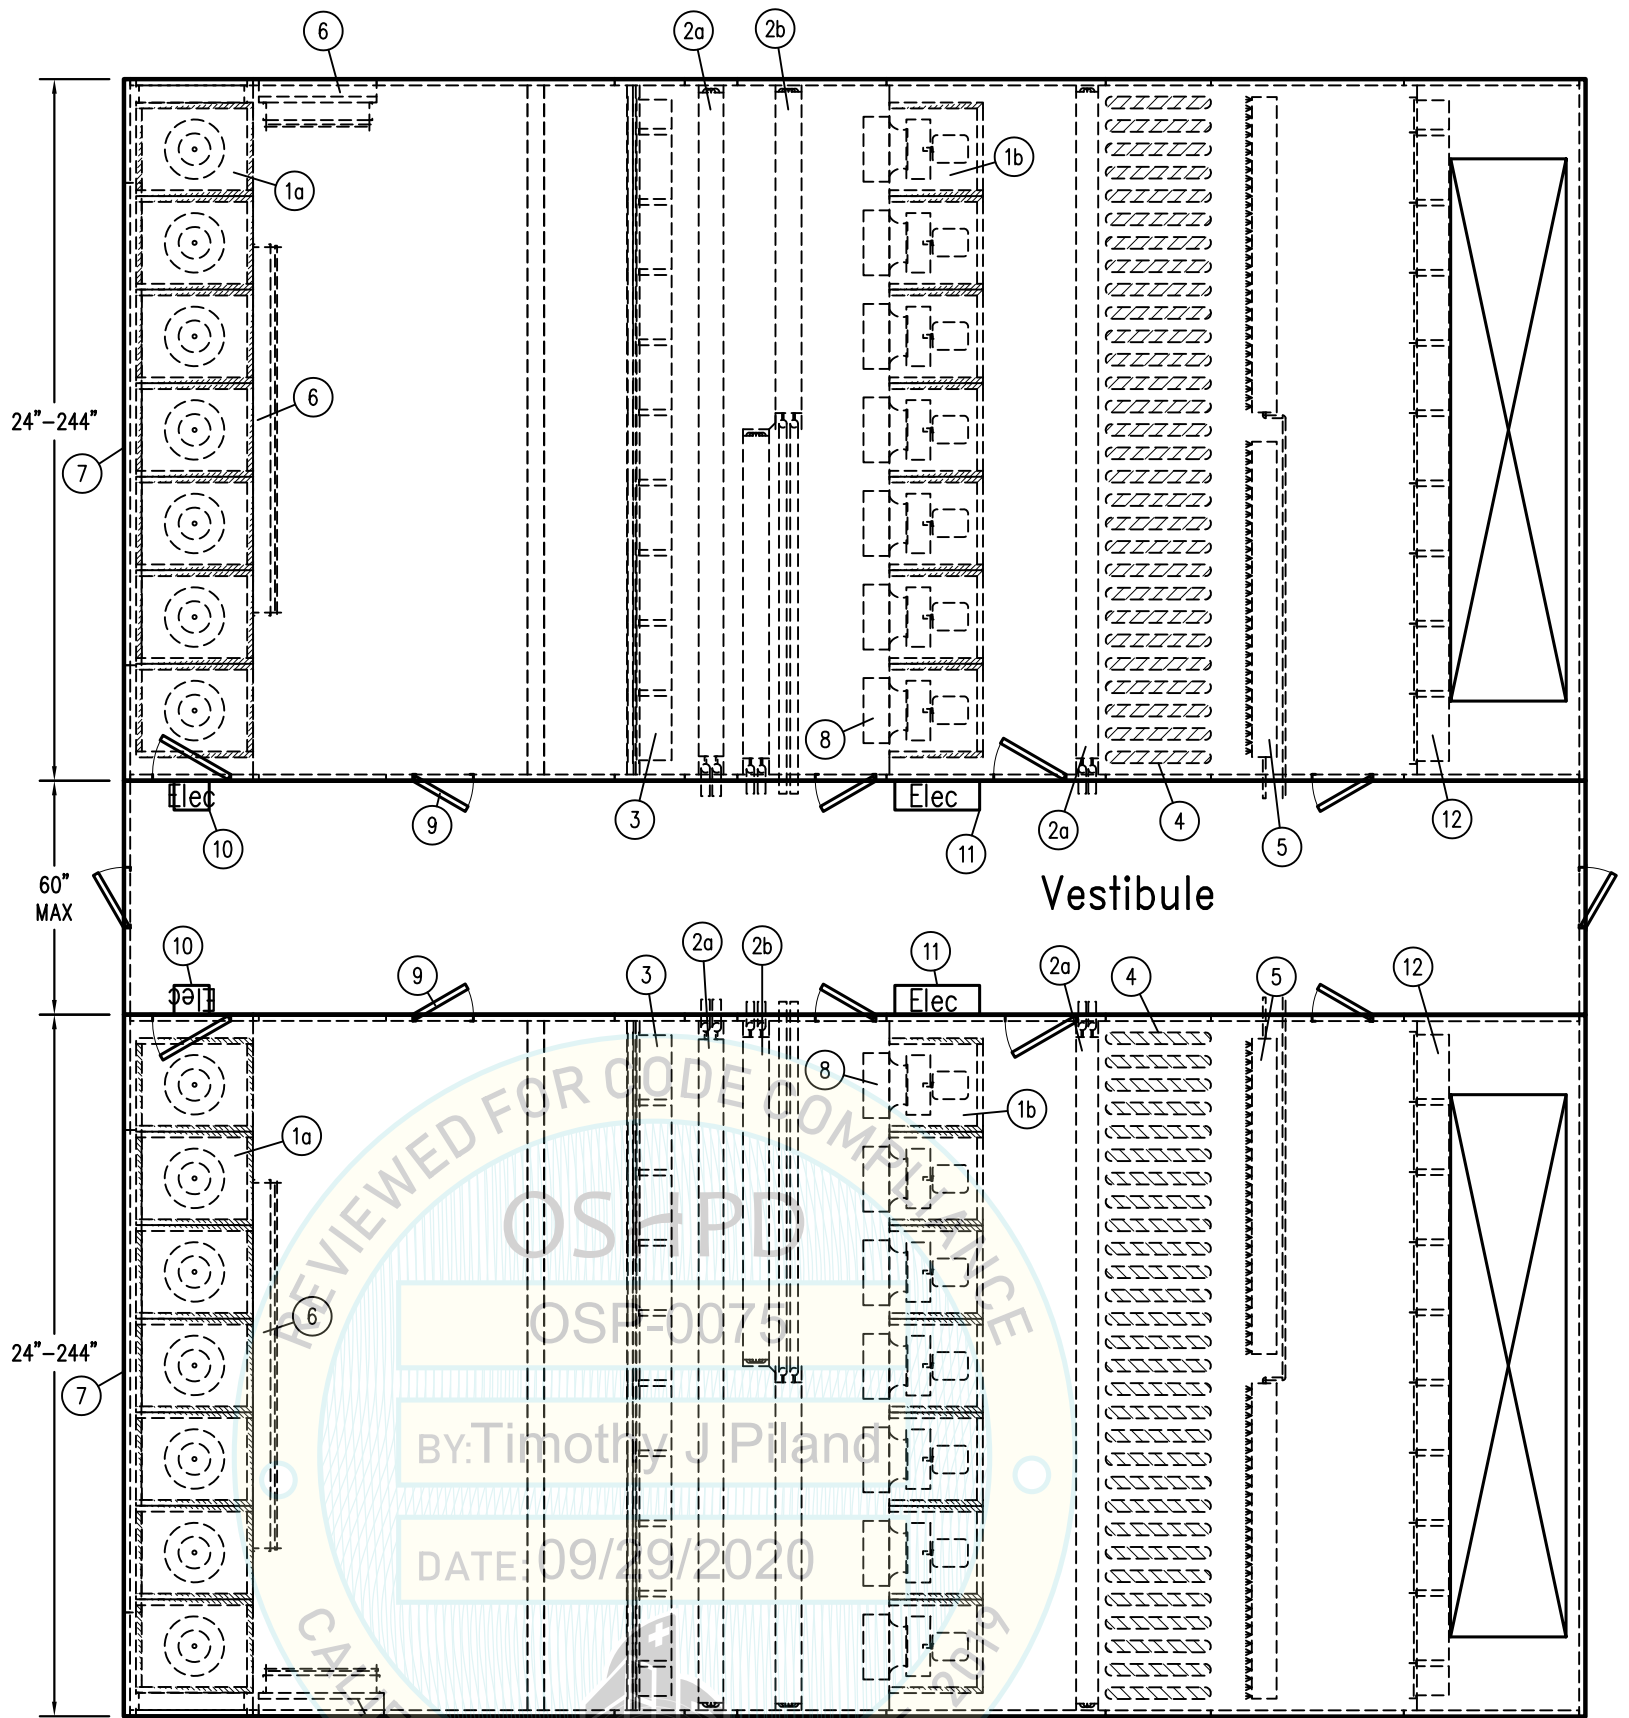 6
2a
2b
1a
1b
24"-244"
6
7
8
Elec
Elec
9
3
2a
4
12
10
11
5
60"
MAX
Vestibule
10
9
3
2a
2b
11
2a
4
5
12
Elec
Elec
8
1b
1a
REVIEWED FOR CODE COMPLIANCE
OSHPD
6
OSP-0075
24"-244"
7
BY:Timothy J Piland
DATE:09/29/2020
2019